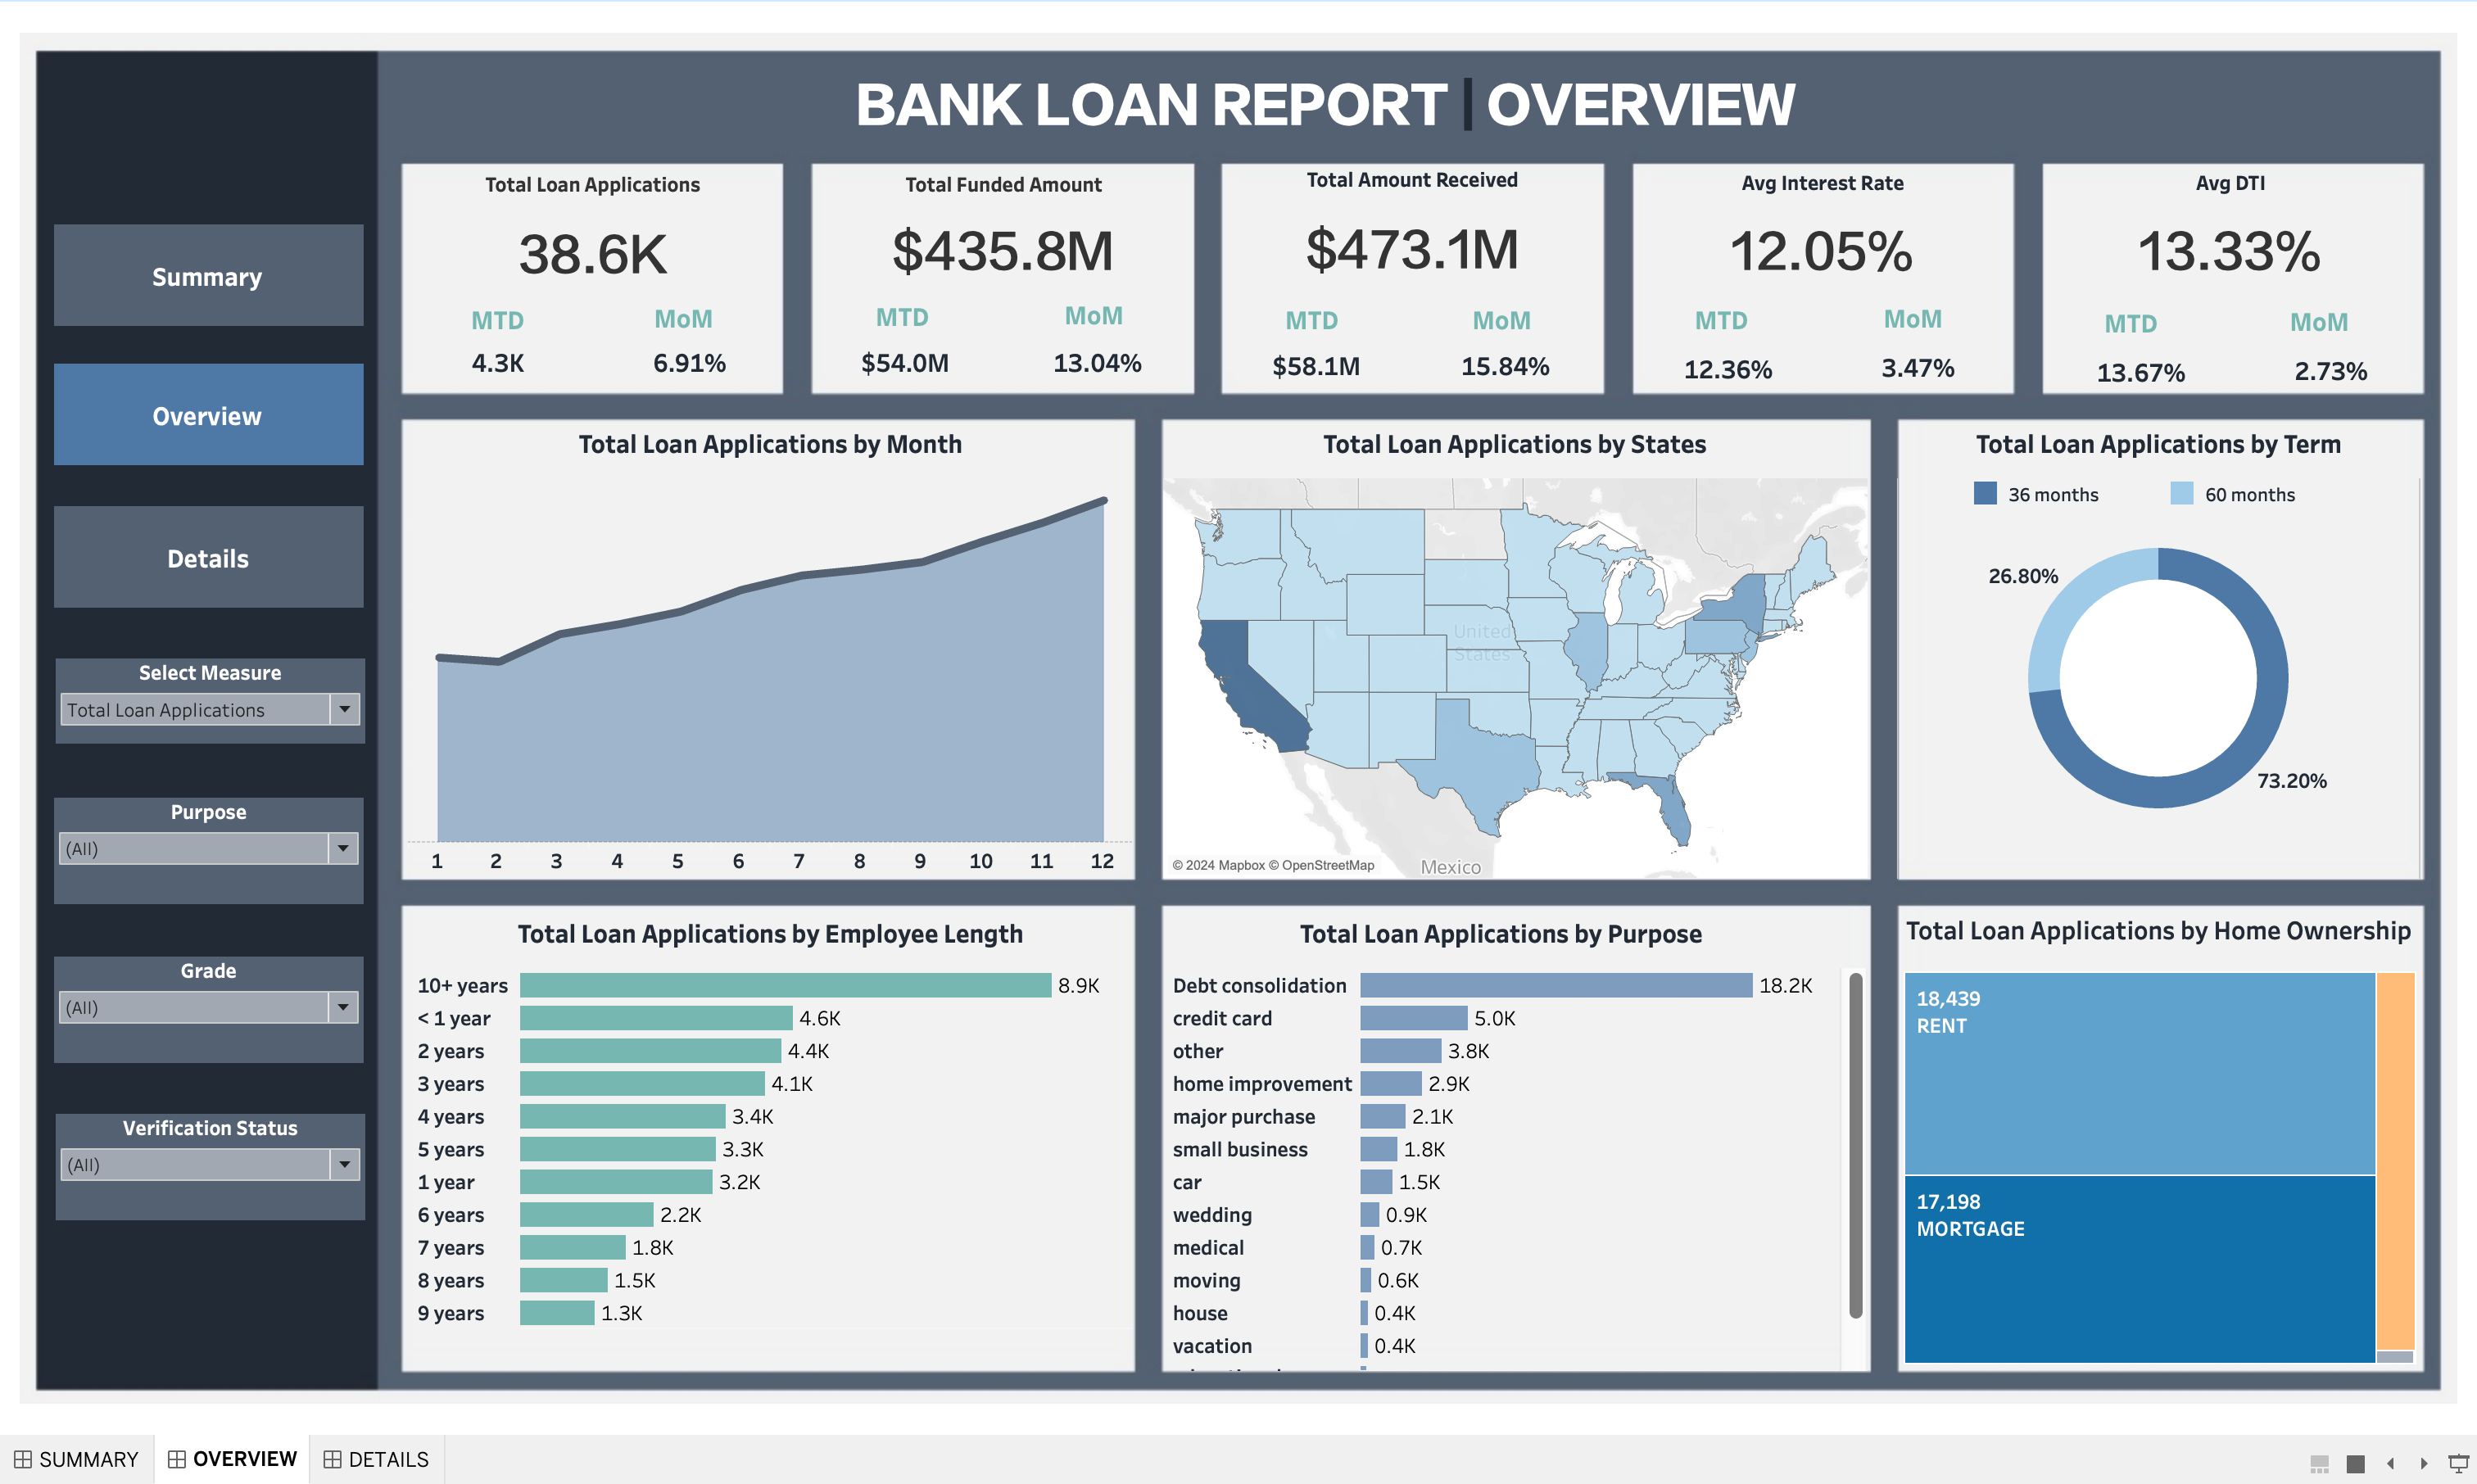 BANK LOAN REPORT | OVERVIEW
Summary
Overview
Details
Select Measure
Total Loan Applications
Purpose
(All)
Grade
(All)
Verification Status
(All)
Total Loan Applications
38.6K
MTD MoM
4.3K 6.91%
Total Funded Amount
$435.8M
MTD MoM
$54.0M 13.04%
Total Amount Received
$473.1M
MTD MoM
$58.1M 15.84%
Avg Interest Rate
12.05%
MTD MoM
12.36% 3.47%
Avg DTI
13.33%
MTD MoM
13.67% 2.73%
Total Loan Applications by Month
1 2 3 4 5 6 7 8 9 10 11 12
Total Loan Applications by States
United
States
Mexico
© 2024 Mapbox © OpenStreetMap
Total Loan Applications by Term
36 months 60 months
26.80%
73.20%
Total Loan Applications by Employee Length
10+ years 8.9K
< 1 year 4.6K
2 years 4.4K
3 years 4.1K
4 years 3.4K
5 years 3.3K
1 year 3.2K
6 years 2.2K
7 years 1.8K
8 years 1.5K
9 years 1.3K
Total Loan Applications by Purpose
Debt consolidation 18.2K
credit card 5.0K
other 3.8K
home improvement 2.9K
major purchase 2.1K
small business 1.8K
car 1.5K
wedding 0.9K
medical 0.7K
moving 0.6K
house 0.4K
vacation 0.4K
Total Loan Applications by Home Ownership
18,439
RENT
17,198
MORTGAGE
SUMMARY OVERVIEW DETAILS